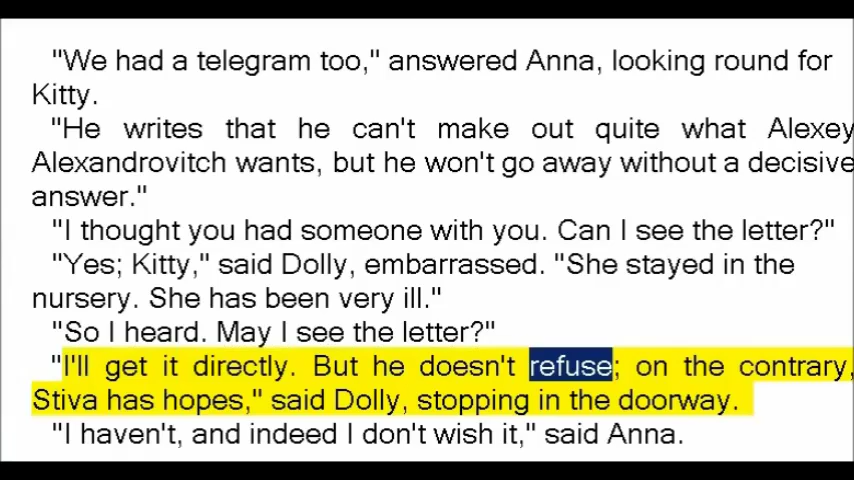 "We had a telegram too," answered Anna, looking round for
Kitty.
"He writes that he can't make out quite what Alexey
Alexandrovitch wants, but he won't go away without a decisive
answer."
"I thought you had someone with you. Can I see the letter?"
"Yes; Kitty," said Dolly, embarrassed. "She stayed in the
nursery. She has been very ill."
"So I heard. May I see the letter?"
"I'll get it directly. But he doesn't refuse; on the contrary,
Stiva has hopes," said Dolly, stopping in the doorway.
"I haven't, and indeed I don't wish it," said Anna.